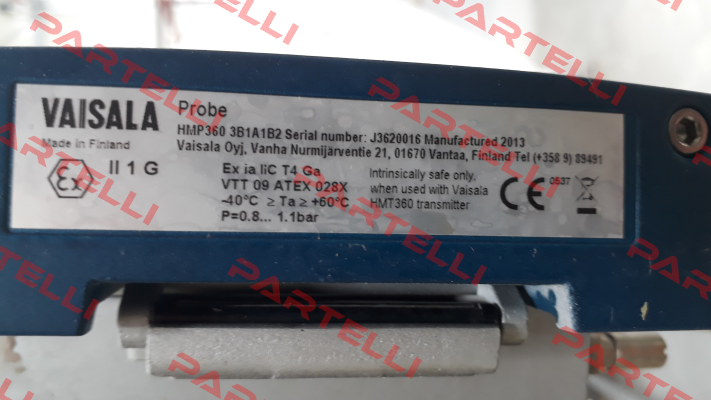 VAISALA
Probe
HMP360 3B1A1B2 Serial number: J3620016 Manufactured 2013
Made in Finland
Vaisala Oyj, Vanha Nurmijärventie 21, 01670 Vantaa, Finland Tel (+358 9) 89491
Ex II 1 G
Ex ia IiC T4 Ga
VTT 09 ATEX 028X
-40°C ≥ Ta ≥ +60°C
P=0.8... 1.1bar
Intrinsically safe only.
when used with Vaisala
HMT360 transmitter
CE 0537
PARTELLI
PARTELLI
PARTELLI
PARTELLI
PARTELLI
PARTELLI
PARTELLI
PARTELLI
PARTELLI